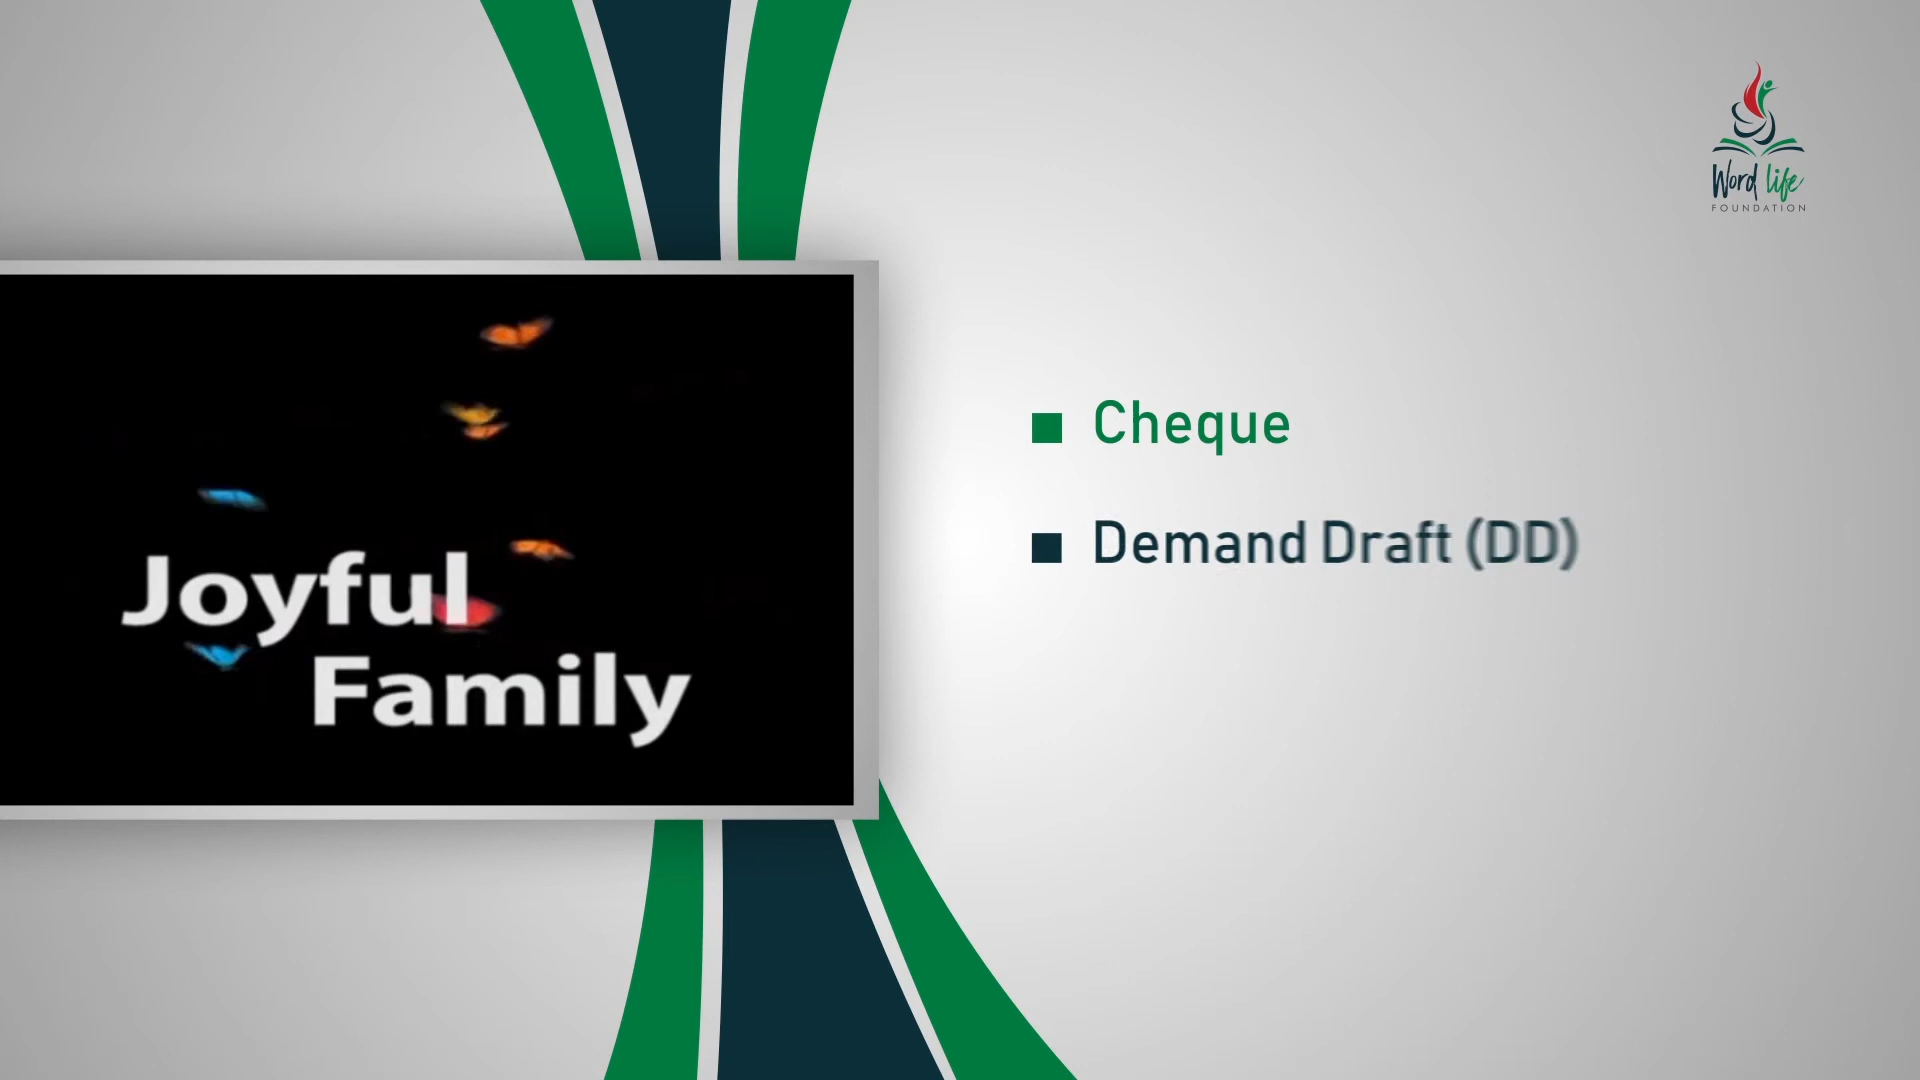 Word life
FOUNDATION
Joyful
Family
Cheque
Demand Draft (DD)